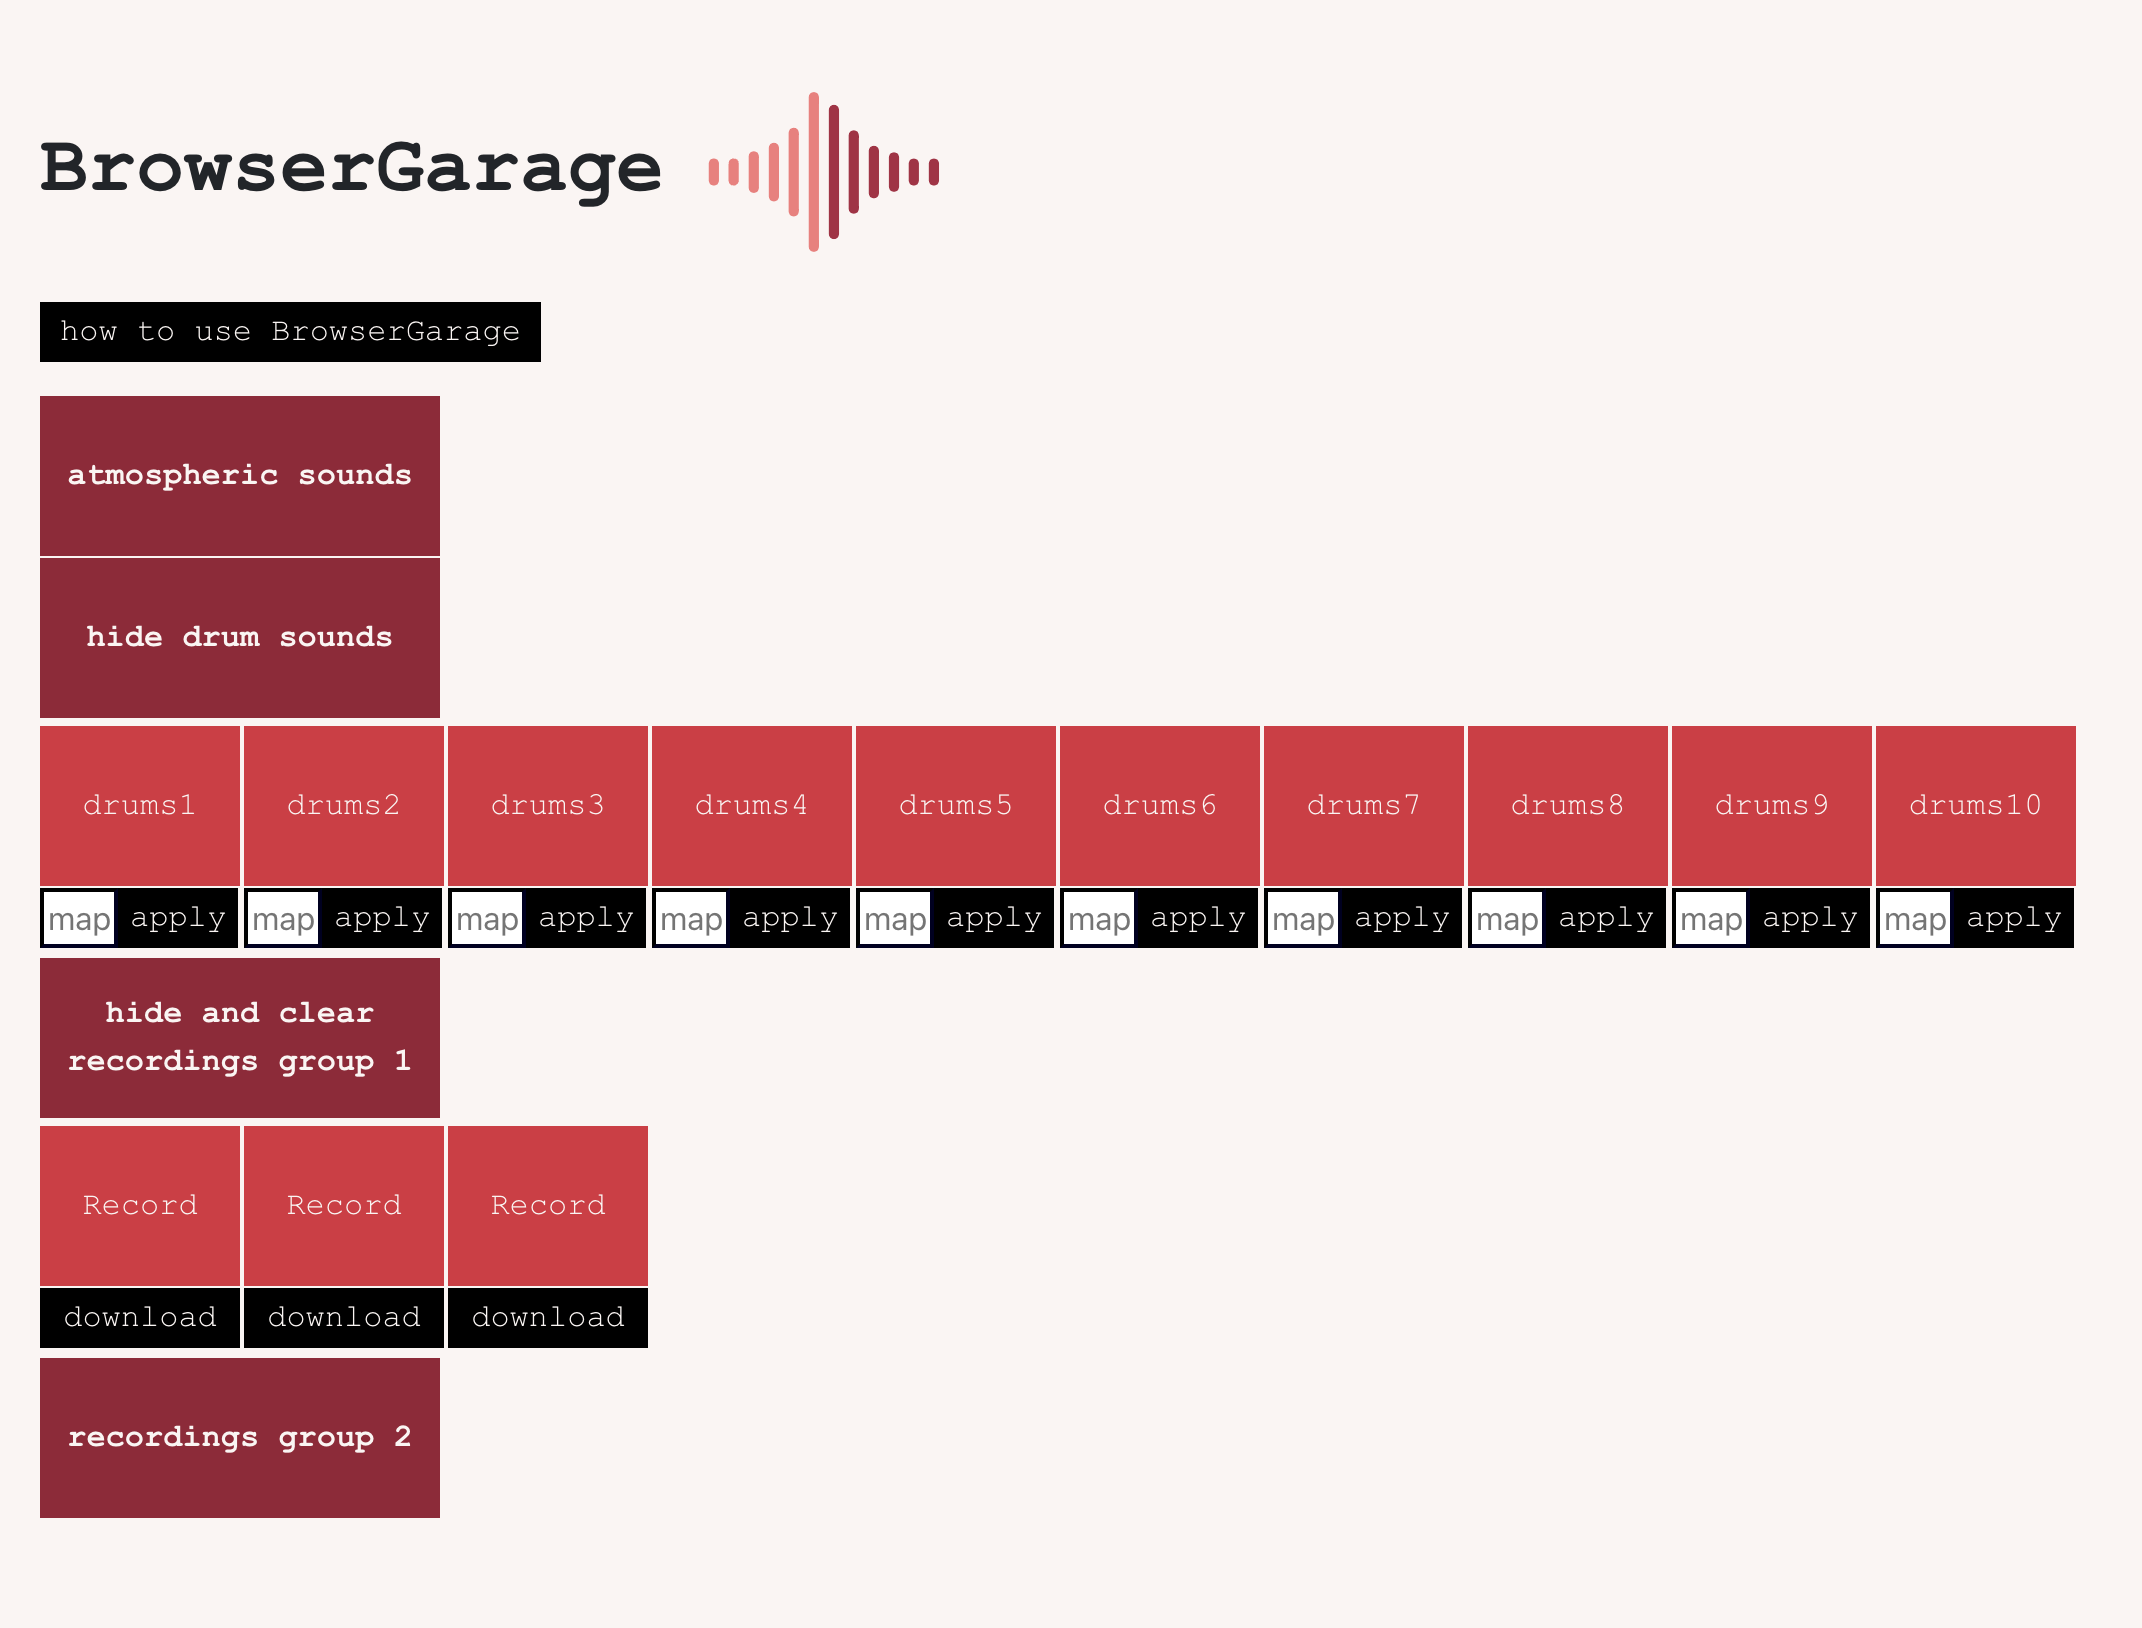 BrowserGarage
how to use BrowserGarage
atmospheric sounds
hide drum sounds
drums1 drums2 drums3 drums4 drums5 drums6 drums7 drums8 drums9 drums10
map apply map apply map apply map apply map apply map apply map apply map apply map apply map apply
hide and clear
recordings group 1
Record Record Record
download download download
recordings group 2